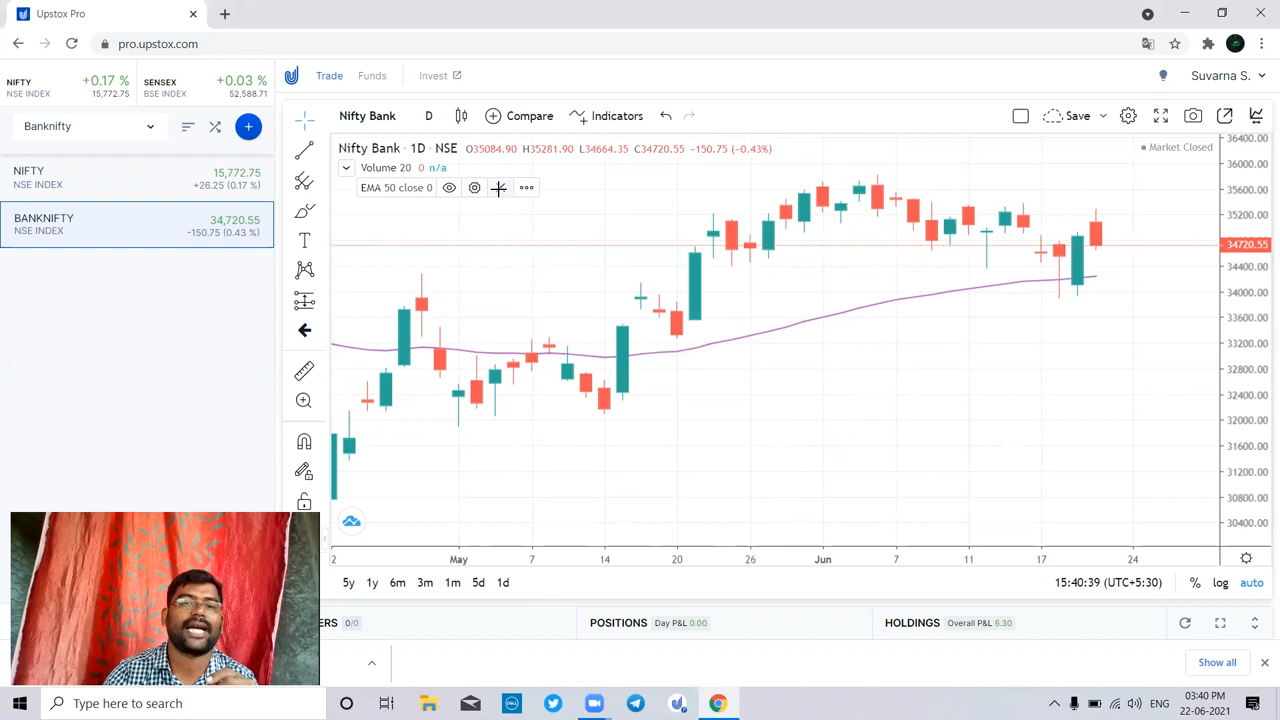 Upstox Pro
pro.upstox.com
NIFTY +0.17 %
NSE INDEX 15,772.75
SENSEX +0.03 %
BSE INDEX 52,588.71
Trade Funds Invest
Suvarna S.
Banknifty
Nifty Bank D Compare Indicators Save
NIFTY 15,772.75
NSE INDEX +26.25 (0.17 %)
BANKNIFTY 34,720.55
NSE INDEX -150.75 (0.43 %)
Nifty Bank · 1D · NSE O35084.90 H35281.90 L34664.35 C34720.55 -150.75 (-0.43%)
Market Closed
Volume 20 0 n/a
EMA 50 close 0
36400.00
36000.00
35600.00
35200.00
34720.55
34400.00
34000.00
33600.00
33200.00
32800.00
32400.00
32000.00
31600.00
31200.00
30800.00
30400.00
2 May 7 14 20 26 Jun 7 11 17 24
5y 1y 6m 3m 1m 5d 1d
15:40:39 (UTC+5:30) % log auto
ERS 0/0
POSITIONS Day P&L 0.00
HOLDINGS Overall P&L 6.30
Show all
Type here to search
DELL
ENG
03:40 PM
22-06-2021